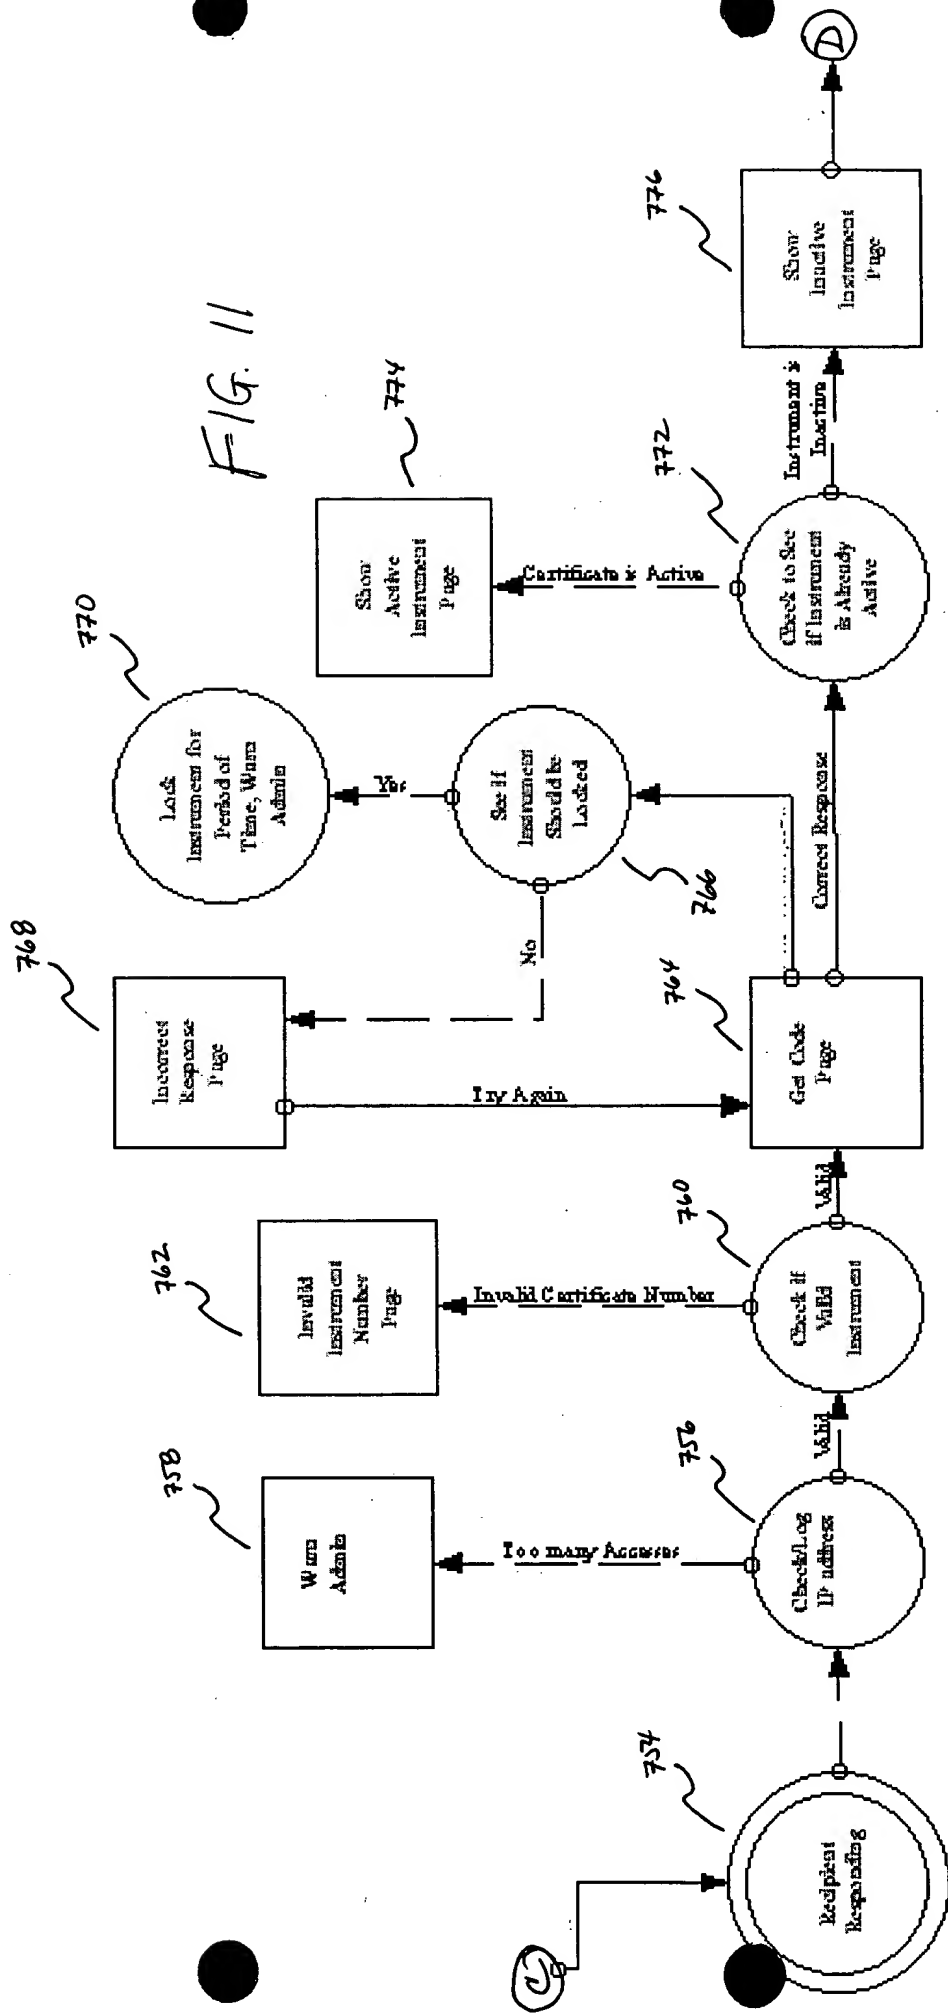 FIG. 11
C
Recipient
Responding
754
Check/Log
IP address
756
Too many Accesses
Warn
Admin
758
Valid
Check if
Valid
Instrument
760
Invalid Certificate Number
Invalid
Instrument
Number
Page
762
Valid
Get Code
Page
764
Try Again
Incorrect
Response
Page
768
No
See If
Instrument
Should be
Locked
766
Yes
Lock
Instrument for
Period of
Time, Warn
Admin
770
Correct Response
Check to See
if Instrument
is Already
Active
772
Certificate is Active
Show
Active
Instrument
Page
774
Instrument is
Inactive
Show
Inactive
Instrument
Page
776
D